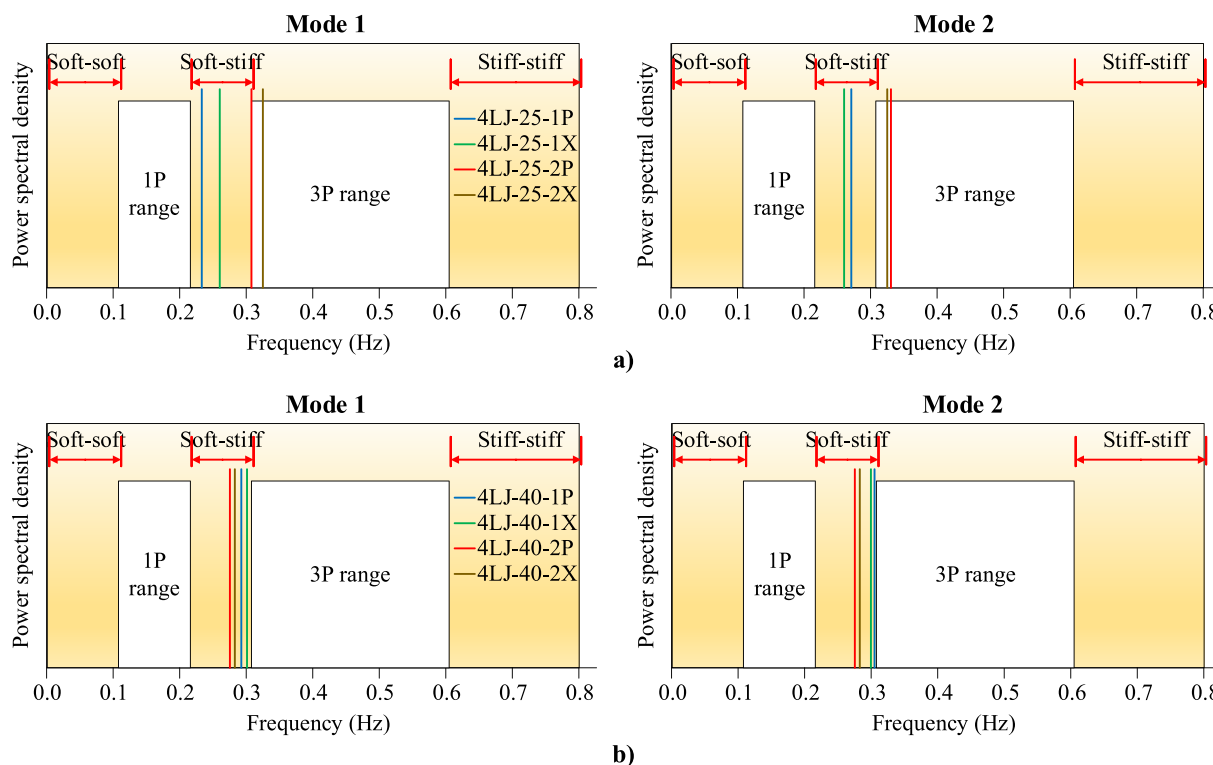 Mode 1
Soft-soft
Soft-stiff
Stiff-stiff
Power spectral density
1P
range
3P range
4LJ-25-1P
4LJ-25-1X
4LJ-25-2P
4LJ-25-2X
0.0 0.1 0.2 0.3 0.4 0.5 0.6 0.7 0.8
Frequency (Hz)
Mode 2
Soft-soft
Soft-stiff
Stiff-stiff
Power spectral density
1P
range
3P range
0.0 0.1 0.2 0.3 0.4 0.5 0.6 0.7 0.8
Frequency (Hz)
a)
Mode 1
Soft-soft
Soft-stiff
Stiff-stiff
Power spectral density
1P
range
3P range
4LJ-40-1P
4LJ-40-1X
4LJ-40-2P
4LJ-40-2X
0.0 0.1 0.2 0.3 0.4 0.5 0.6 0.7 0.8
Frequency (Hz)
Mode 2
Soft-soft
Soft-stiff
Stiff-stiff
Power spectral density
1P
range
3P range
0.0 0.1 0.2 0.3 0.4 0.5 0.6 0.7 0.8
Frequency (Hz)
b)